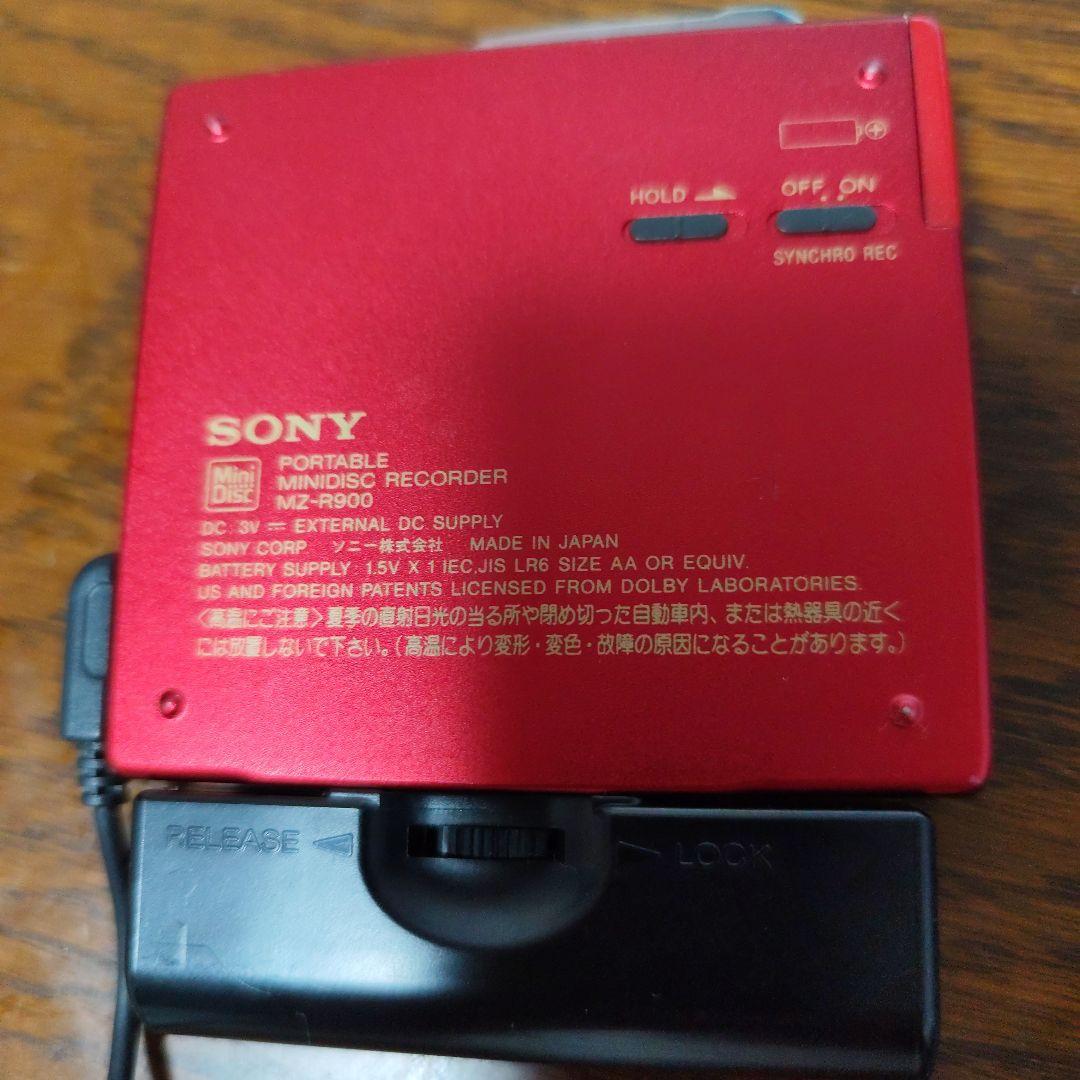 HOLD
OFF ON
SYNCHRO REC
SONY
Mini Disc
PORTABLE
MINIDISC RECORDER
MZ-R900
DC 3V ⎓ EXTERNAL DC SUPPLY
SONY CORP ソニー株式会社 MADE IN JAPAN
BATTERY SUPPLY 1.5V X 1 IEC,JIS LR6 SIZE AA OR EQUIV.
US AND FOREIGN PATENTS LICENSED FROM DOLBY LABORATORIES.
〈高温にご注意〉夏季の直射日光の当る所や閉め切った自動車内、または熱器具の近く
には放置しないで下さい。(高温により変形・変色・故障の原因になることがあります。)
RELEASE ◀ ▶ LOCK